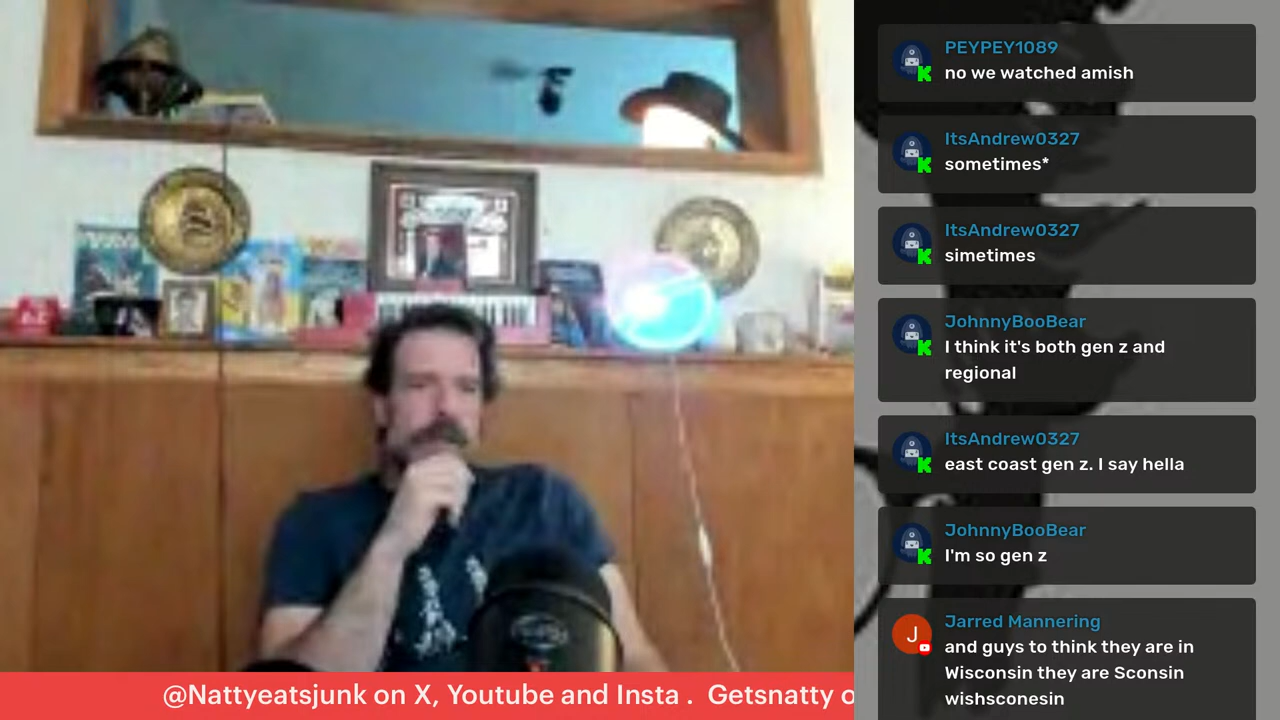 PEYPEY1089
no we watched amish
ItsAndrew0327
sometimes*
ItsAndrew0327
simetimes
JohnnyBooBear
I think it's both gen z and
regional
ItsAndrew0327
east coast gen z. I say hella
JohnnyBooBear
I'm so gen z
J
Jarred Mannering
and guys to think they are in
Wisconsin they are Sconsin
wishsconesin
@Nattyeatsjunk on X, Youtube and Insta . Getsnatty o